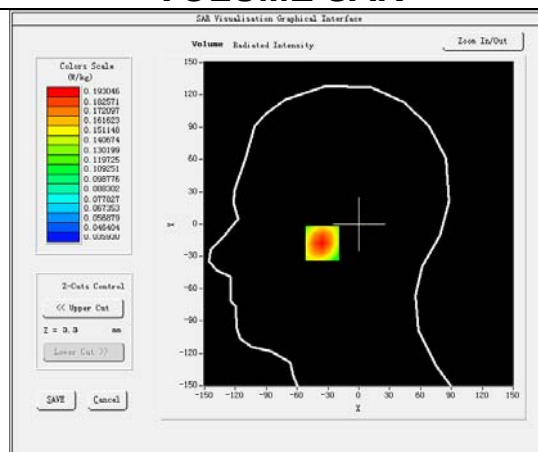 VOLUME SAR
SAR Visualisation Graphical Interface
Volume Radiated Intensity
Zoom In/Out
Colors Scale
(W/kg)
0.193046
0.182571
0.172097
0.161623
0.151148
0.140674
0.130199
0.119725
0.109251
0.098776
0.088302
0.077827
0.067353
0.056879
0.046404
0.035930
150
120
90
60
30
0
-30
-60
-90
-120
-150
Y
-150 -120 -90 -60 -30 0 30 60 90 120 150
X
Z-Cuts Control
<< Upper Cut
Z = 3.3 mm
Lower Cut >>
SAVE Cancel